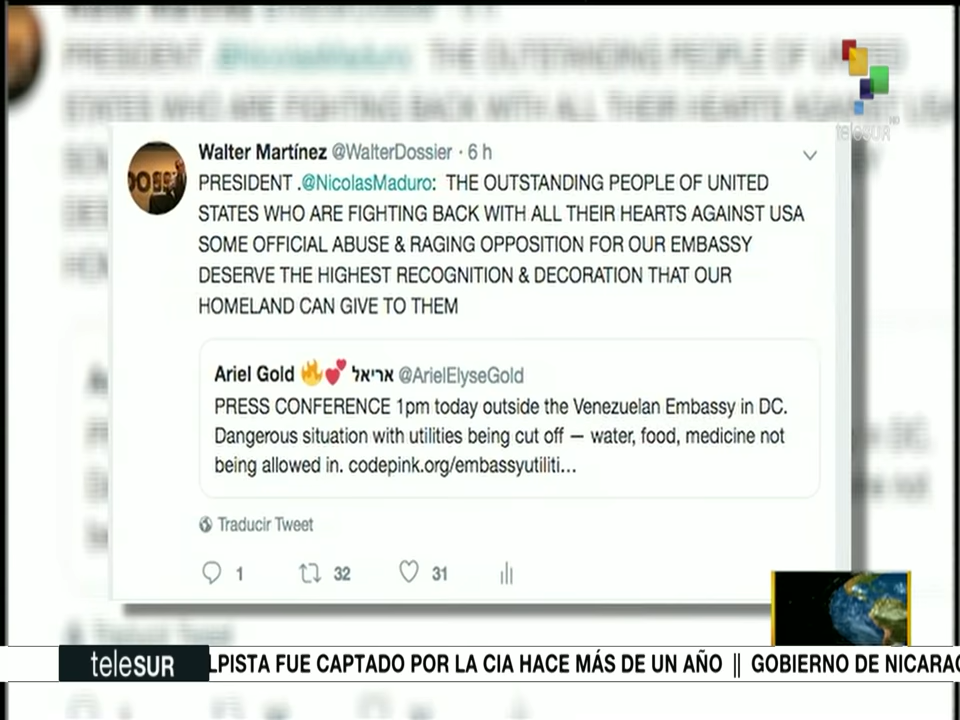 teleSUR HD
Walter Martínez @WalterDossier · 6 h
PRESIDENT .@NicolasMaduro: THE OUTSTANDING PEOPLE OF UNITED
STATES WHO ARE FIGHTING BACK WITH ALL THEIR HEARTS AGAINST USA
SOME OFFICIAL ABUSE & RAGING OPPOSITION FOR OUR EMBASSY
DESERVE THE HIGHEST RECOGNITION & DECORATION THAT OUR
HOMELAND CAN GIVE TO THEM
Ariel Gold 🔥💕 אריאל @ArielElyseGold
PRESS CONFERENCE 1pm today outside the Venezuelan Embassy in DC.
Dangerous situation with utilities being cut off — water, food, medicine not
being allowed in. codepink.org/embassyutiliti...
Traducir Tweet
1 32 31
teleSUR LPISTA FUE CAPTADO POR LA CIA HACE MÁS DE UN AÑO || GOBIERNO DE NICARAG